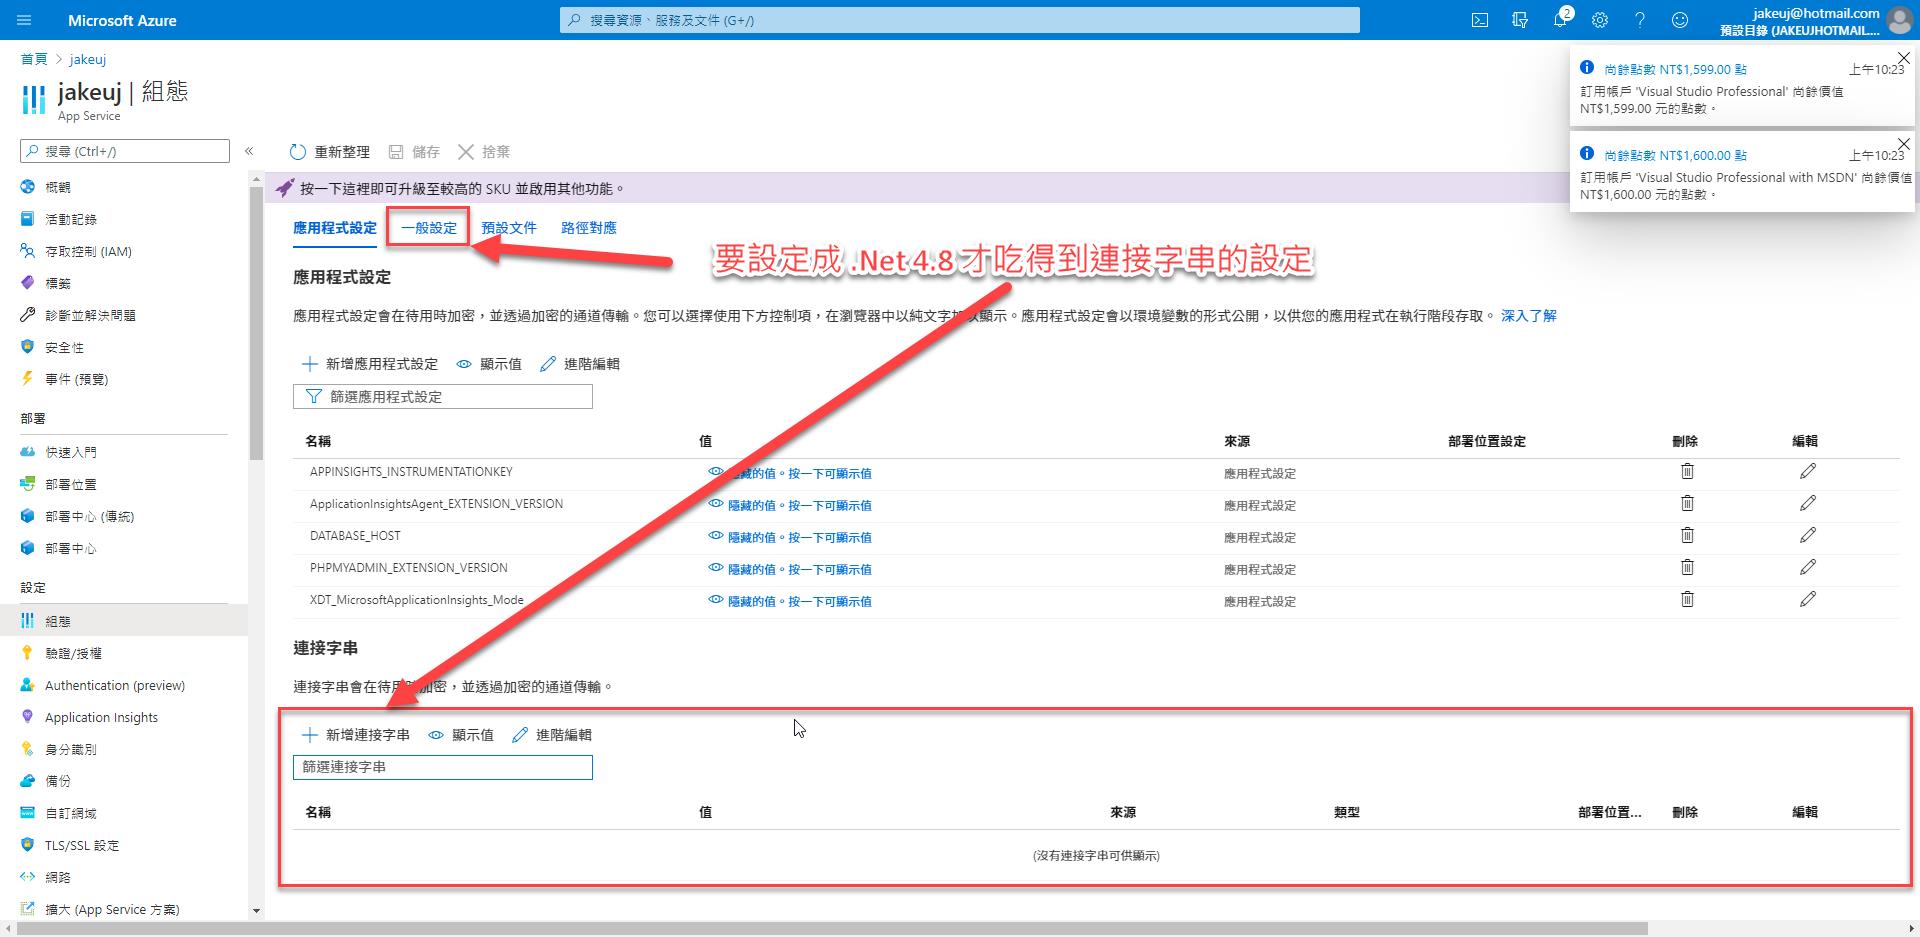 Microsoft Azure
搜尋資源、服務及文件 (G+/)
2
jakeuj@hotmail.com
預設目錄 (JAKEUJHOTMAIL....
首頁 > jakeuj
jakeuj | 組態
App Service
尚餘點數 NT$1,599.00 點
上午10:23
訂用帳戶 'Visual Studio Professional' 尚餘價值
NT$1,599.00 元的點數。
尚餘點數 NT$1,600.00 點
上午10:23
訂用帳戶 'Visual Studio Professional with MSDN' 尚餘價值
NT$1,600.00 元的點數。
搜尋 (Ctrl+/)
«
概觀
活動記錄
存取控制 (IAM)
標籤
診斷並解決問題
安全性
事件 (預覽)
部署
快速入門
部署位置
部署中心 (傳統)
部署中心
設定
組態
驗證/授權
Authentication (preview)
Application Insights
身分識別
備份
自訂網域
TLS/SSL 設定
網路
擴大 (App Service 方案)
重新整理 儲存 捨棄
按一下這裡即可升級至較高的 SKU 並啟用其他功能。
應用程式設定 一般設定 預設文件 路徑對應
要設定成 .Net 4.8 才吃得到連接字串的設定
應用程式設定
應用程式設定會在待用時加密，並透過加密的通道傳輸。您可以選擇使用下方控制項，在瀏覽器中以純文字加以顯示。應用程式設定會以環境變數的形式公開，以供您的應用程式在執行階段存取。 深入了解
新增應用程式設定 顯示值 進階編輯
篩選應用程式設定
名稱 值 來源 部署位置設定 刪除 編輯
APPINSIGHTS_INSTRUMENTATIONKEY 隱藏的值。按一下可顯示值 應用程式設定
ApplicationInsightsAgent_EXTENSION_VERSION 隱藏的值。按一下可顯示值 應用程式設定
DATABASE_HOST 隱藏的值。按一下可顯示值 應用程式設定
PHPMYADMIN_EXTENSION_VERSION 隱藏的值。按一下可顯示值 應用程式設定
XDT_MicrosoftApplicationInsights_Mode 隱藏的值。按一下可顯示值 應用程式設定
連接字串
連接字串會在待用時加密，並透過加密的通道傳輸。
新增連接字串 顯示值 進階編輯
篩選連接字串
名稱 值 來源 類型 部署位置... 刪除 編輯
(沒有連接字串可供顯示)